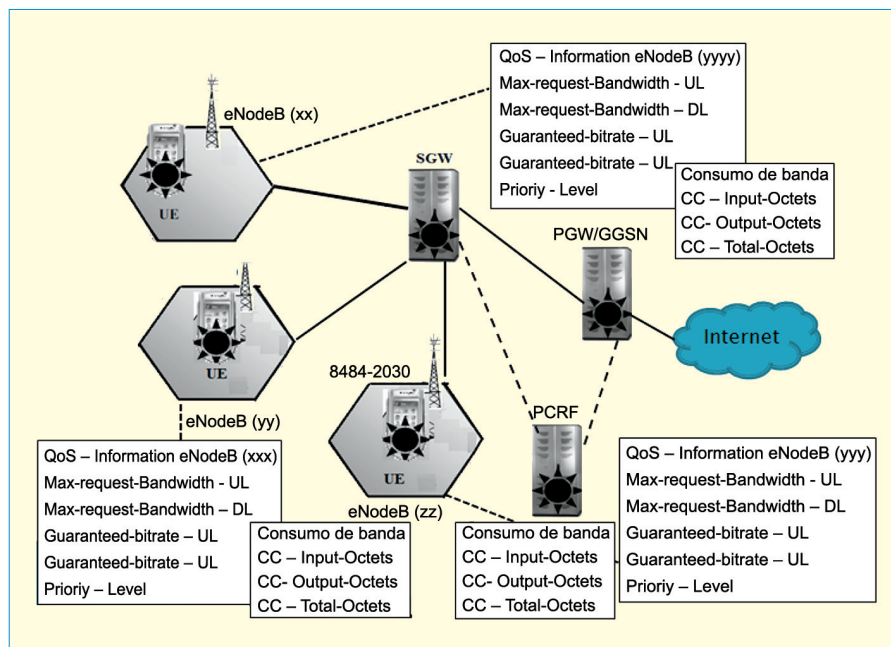 QoS – Information eNodeB (yyyy)
Max-request-Bandwidth - UL
Max-request-Bandwidth – DL
Guaranteed-bitrate – UL
Guaranteed-bitrate – UL
Prioriy - Level
Consumo de banda
CC – Input-Octets
CC- Output-Octets
CC – Total-Octets
eNodeB (xx)
UE
SGW
PGW/GGSN
Internet
UE
eNodeB (yy)
8484-2030
UE
eNodeB (zz)
PCRF
QoS – Information eNodeB (xxx)
Max-request-Bandwidth - UL
Max-request-Bandwidth – DL
Guaranteed-bitrate – UL
Guaranteed-bitrate – UL
Prioriy – Level
Consumo de banda
CC – Input-Octets
CC- Output-Octets
CC – Total-Octets
Consumo de banda
CC – Input-Octets
CC- Output-Octets
CC – Total-Octets
QoS – Information eNodeB (yyy)
Max-request-Bandwidth - UL
Max-request-Bandwidth – DL
Guaranteed-bitrate – UL
Guaranteed-bitrate – UL
Prioriy – Level